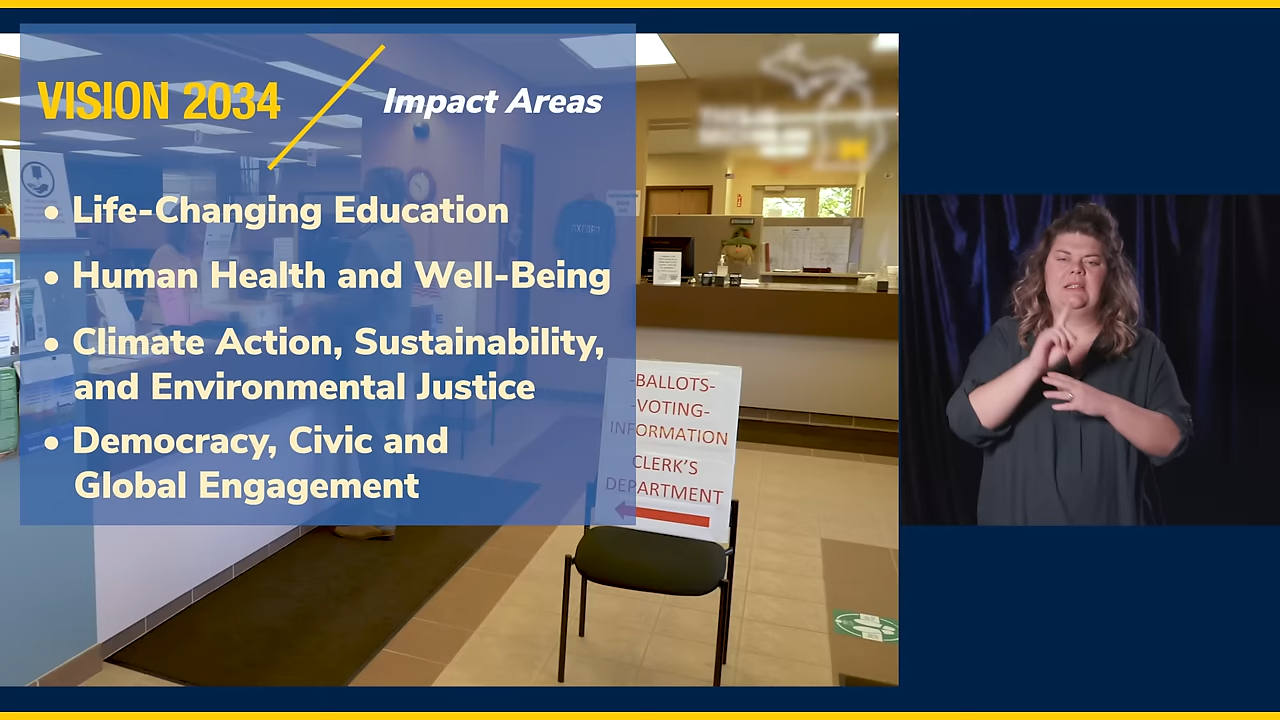 VISION 2034
Impact Areas
• Life-Changing Education
• Human Health and Well-Being
• Climate Action, Sustainability,
and Environmental Justice
• Democracy, Civic and
Global Engagement
-BALLOTS-
-VOTING-
INFORMATION
CLERK'S
DEPARTMENT
OXFORD